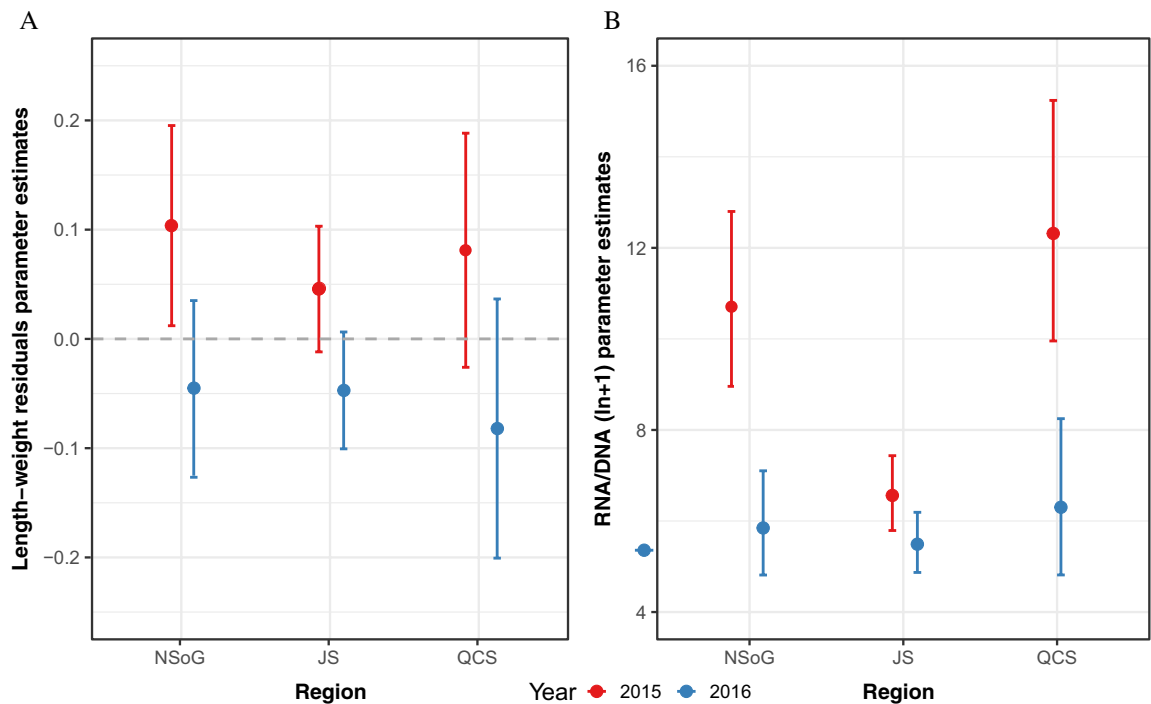 A
B
Length−weight residuals parameter estimates
0.2
0.1
0.0
−0.1
−0.2
NSoG JS QCS
Region
RNA/DNA (ln+1) parameter estimates
16
12
8
4
NSoG JS QCS
Region
Year 2015 2016